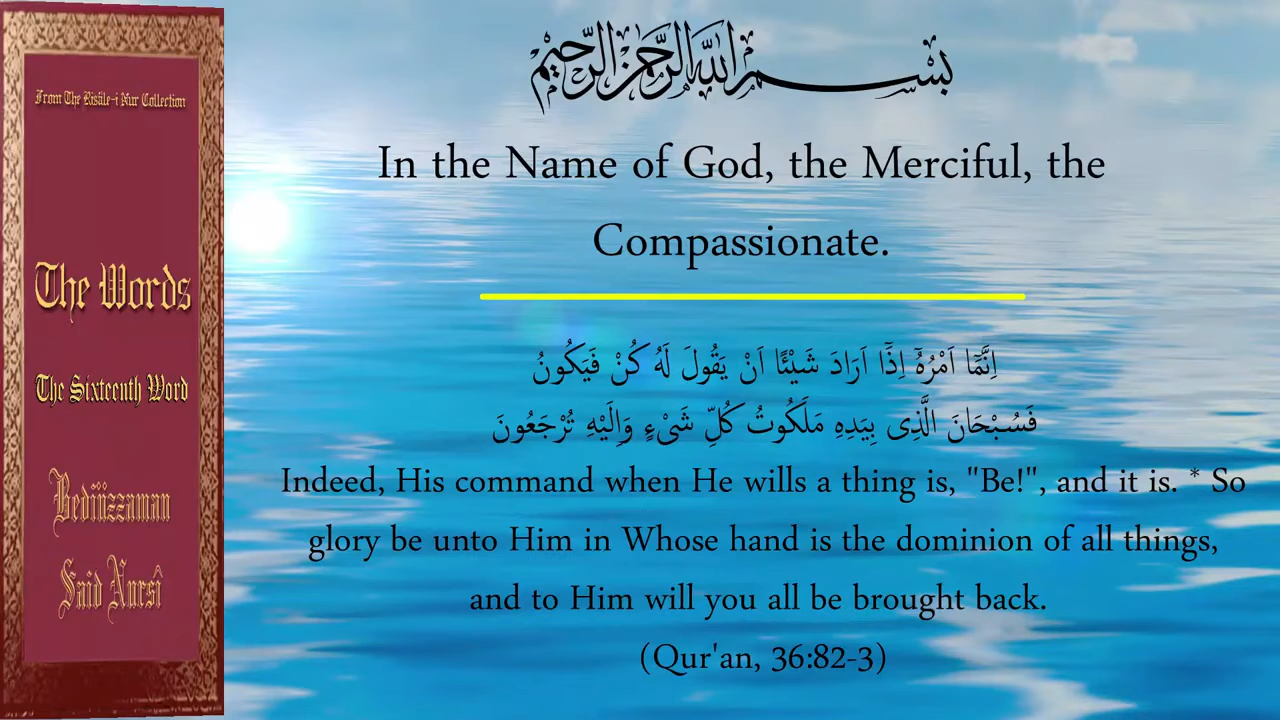 From The Risâle-i Nur Collection
The Words
The Sixteenth Word
Bediüzzaman
Said Nursî
بِسْمِ اللّٰهِ الرَّحْمٰنِ الرَّحِيمِ
In the Name of God, the Merciful, the
Compassionate.
اِنَّمَٓا اَمْرُهُٓ اِذَٓا اَرَادَ شَيْئًا اَنْ يَقُولَ لَهُ كُنْ فَيَكُونُ
فَسُبْحَانَ الَّذِى بِيَدِهِ مَلَكُوتُ كُلِّ شَىْءٍ وَاِلَيْهِ تُرْجَعُونَ
Indeed, His command when He wills a thing is, "Be!", and it is. * So
glory be unto Him in Whose hand is the dominion of all things,
and to Him will you all be brought back.
(Qur'an, 36:82-3)